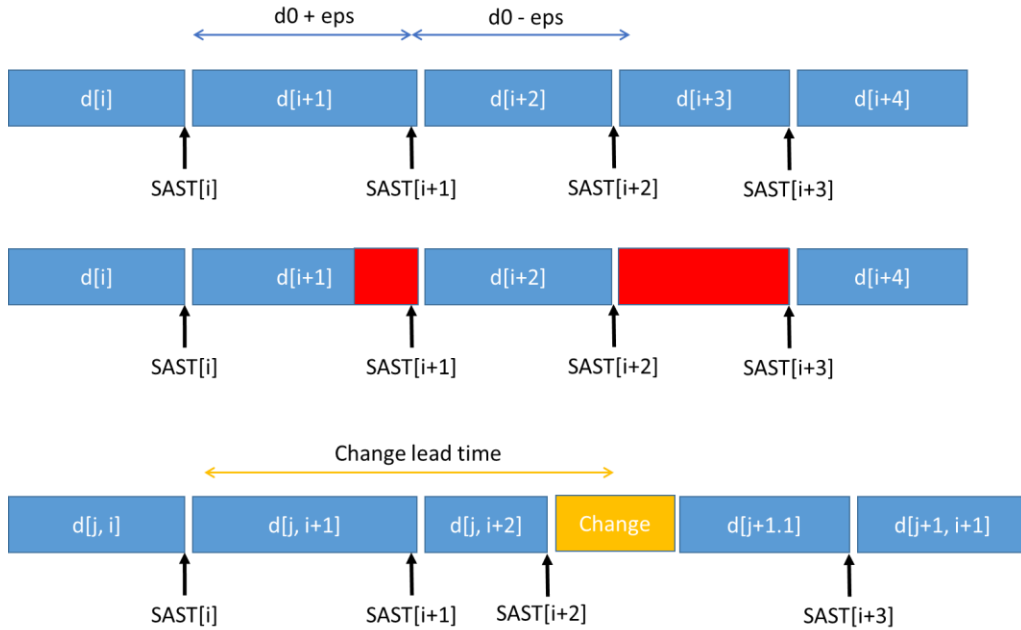 d0 + eps
d0 - eps
d[i]
d[i+1]
d[i+2]
d[i+3]
d[i+4]
SAST[i]
SAST[i+1]
SAST[i+2]
SAST[i+3]
d[i]
d[i+1]
d[i+2]
d[i+4]
SAST[i]
SAST[i+1]
SAST[i+2]
SAST[i+3]
Change lead time
d[j, i]
d[j, i+1]
d[j, i+2]
Change
d[j+1.1]
d[j+1, i+1]
SAST[i]
SAST[i+1]
SAST[i+2]
SAST[i+3]